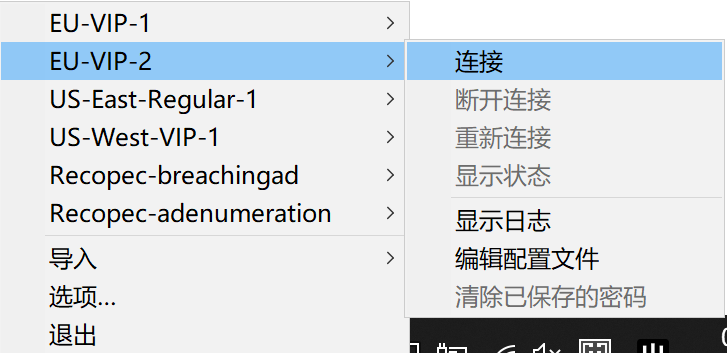 EU-VIP-1
EU-VIP-2
US-East-Regular-1
US-West-VIP-1
Recopec-breachingad
Recopec-adenumeration
导入
选项...
退出
连接
断开连接
重新连接
显示状态
显示日志
编辑配置文件
清除已保存的密码